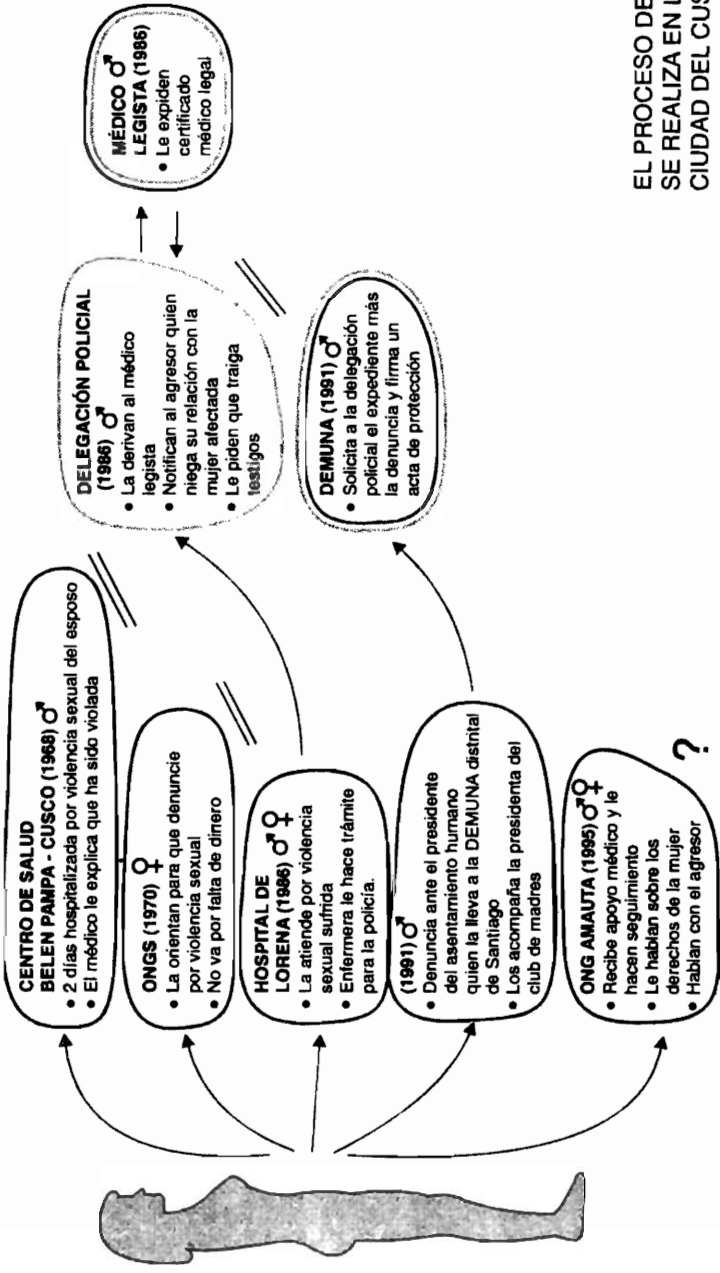 CENTRO DE SALUD
BELEN PAMPA - CUSCO (1968) ♂
• 2 días hospitalizada por violencia sexual del esposo
• El médico le explica que ha sido violada
ONGS (1970) ♀
• La orientan para que denuncie
por violencia sexual
• No va por falta de dinero
HOSPITAL DE
LORENA (1986) ♂♀
• La atiende por violencia
sexual sufrida
• Enfermera le hace trámite
para la policía.
(1991) ♂
• Denuncia ante el presidente
del asentamiento humano
quien la lleva a la DEMUNA distrital
de Santiago
• Los acompaña la presidenta del
club de madres
ONG AMAUTA (1995) ♂♀
• Recibe apoyo médico y le
hacen seguimiento
• Le hablan sobre los
derechos de la mujer
• Hablan con el agresor
?
DELEGACIÓN POLICIAL
(1986) ♂
• La derivan al médico
legista
• Notifican al agresor quien
niega su relación con la
mujer afectada
• Le piden que traiga
testigos
DEMUNA (1991) ♂
• Solicita a la delegación
policial el expediente más
la denuncia y firma un
acta de protección
MÉDICO ♂
LEGISTA (1986)
• Le expiden
certificado
médico legal
EL PROCESO DE
SE REALIZA EN
CIUDAD DEL